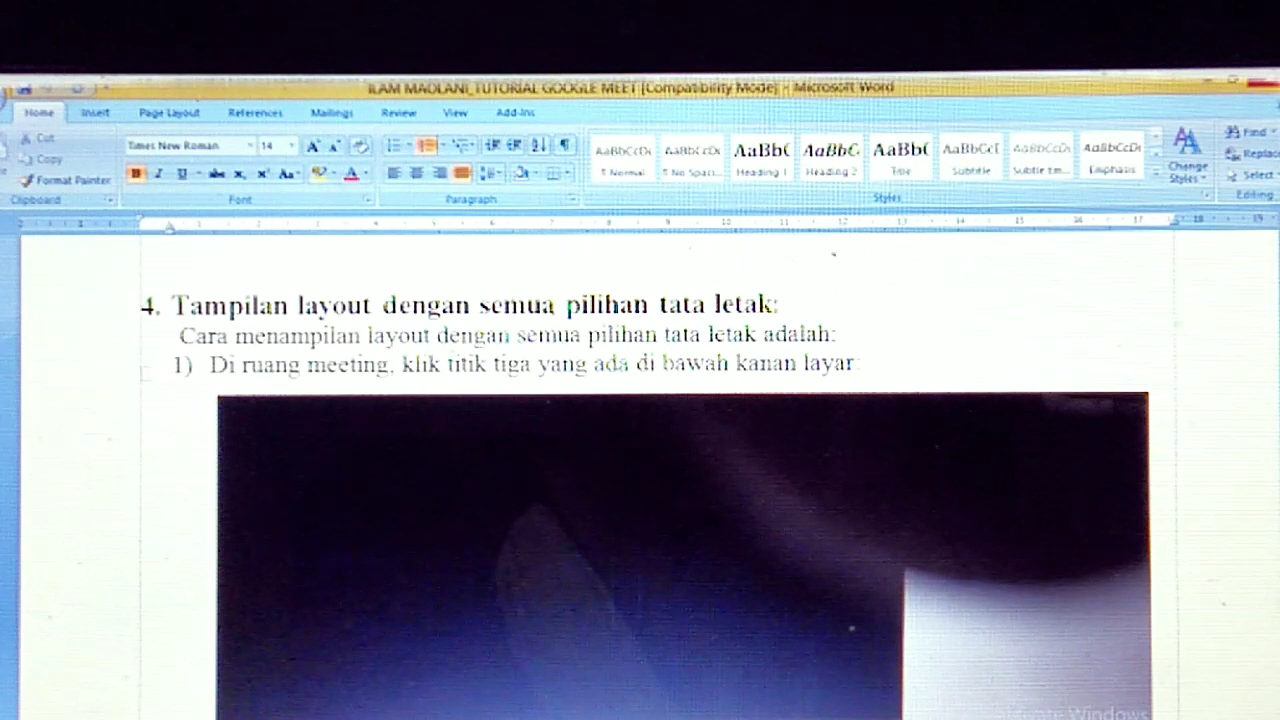 ILAM MAOLANI_TUTORIAL GOOGLE MEET [Compatibility Mode] - Microsoft Word
Home Insert Page Layout References Mailings Review View Add-Ins
Cut
Copy
Format Painter
Times New Roman 14
AaBbCcDc AaBbCcDc AaBbC AaBbC AaBb( AaBbCcI AaBbCcDc AaBbCcDc
¶ Normal ¶ No Spaci... Heading 1 Heading 2 Title Subtitle Subtle Em... Emphasis
Change
Styles
Find
Replace
Select
Clipboard Font Paragraph Styles Editing
4. Tampilan layout dengan semua pilihan tata letak:
Cara menampilan layout dengan semua pilihan tata letak adalah:
1) Di ruang meeting, klik titik tiga yang ada di bawah kanan layar:
Windows